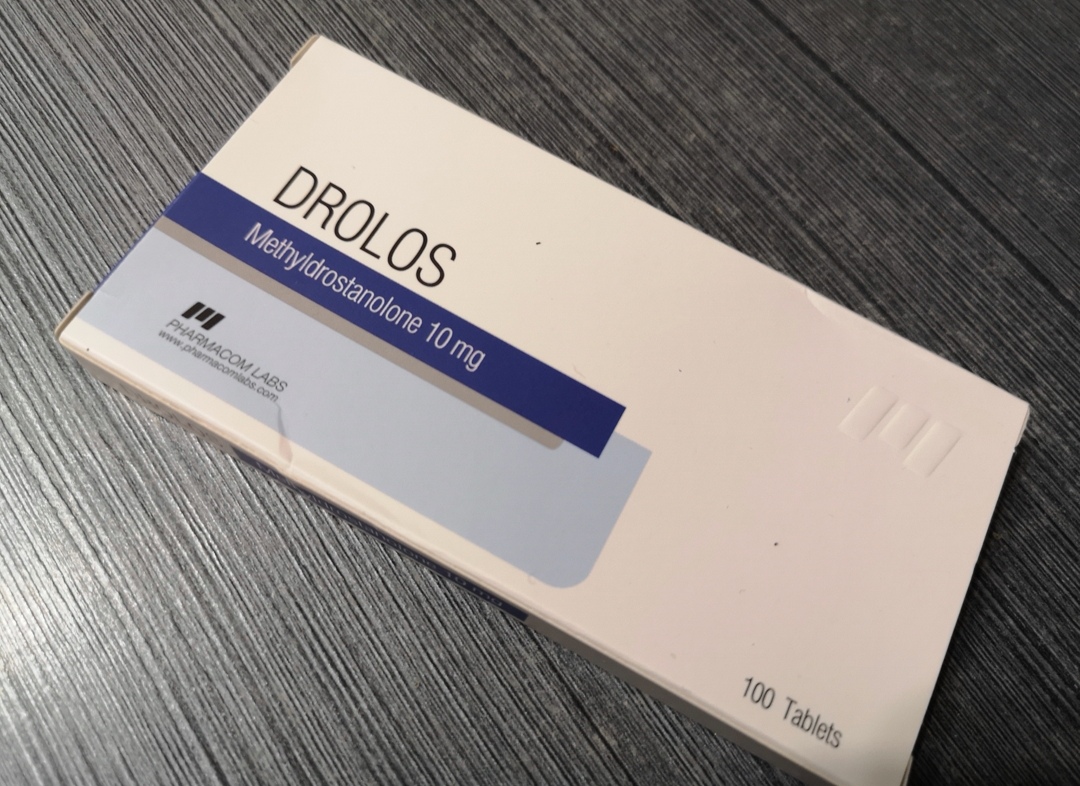 DROLOS
Methyldrostanolone 10 mg
PHARMACOM LABS
www.pharmacomlabs.com
100 Tablets